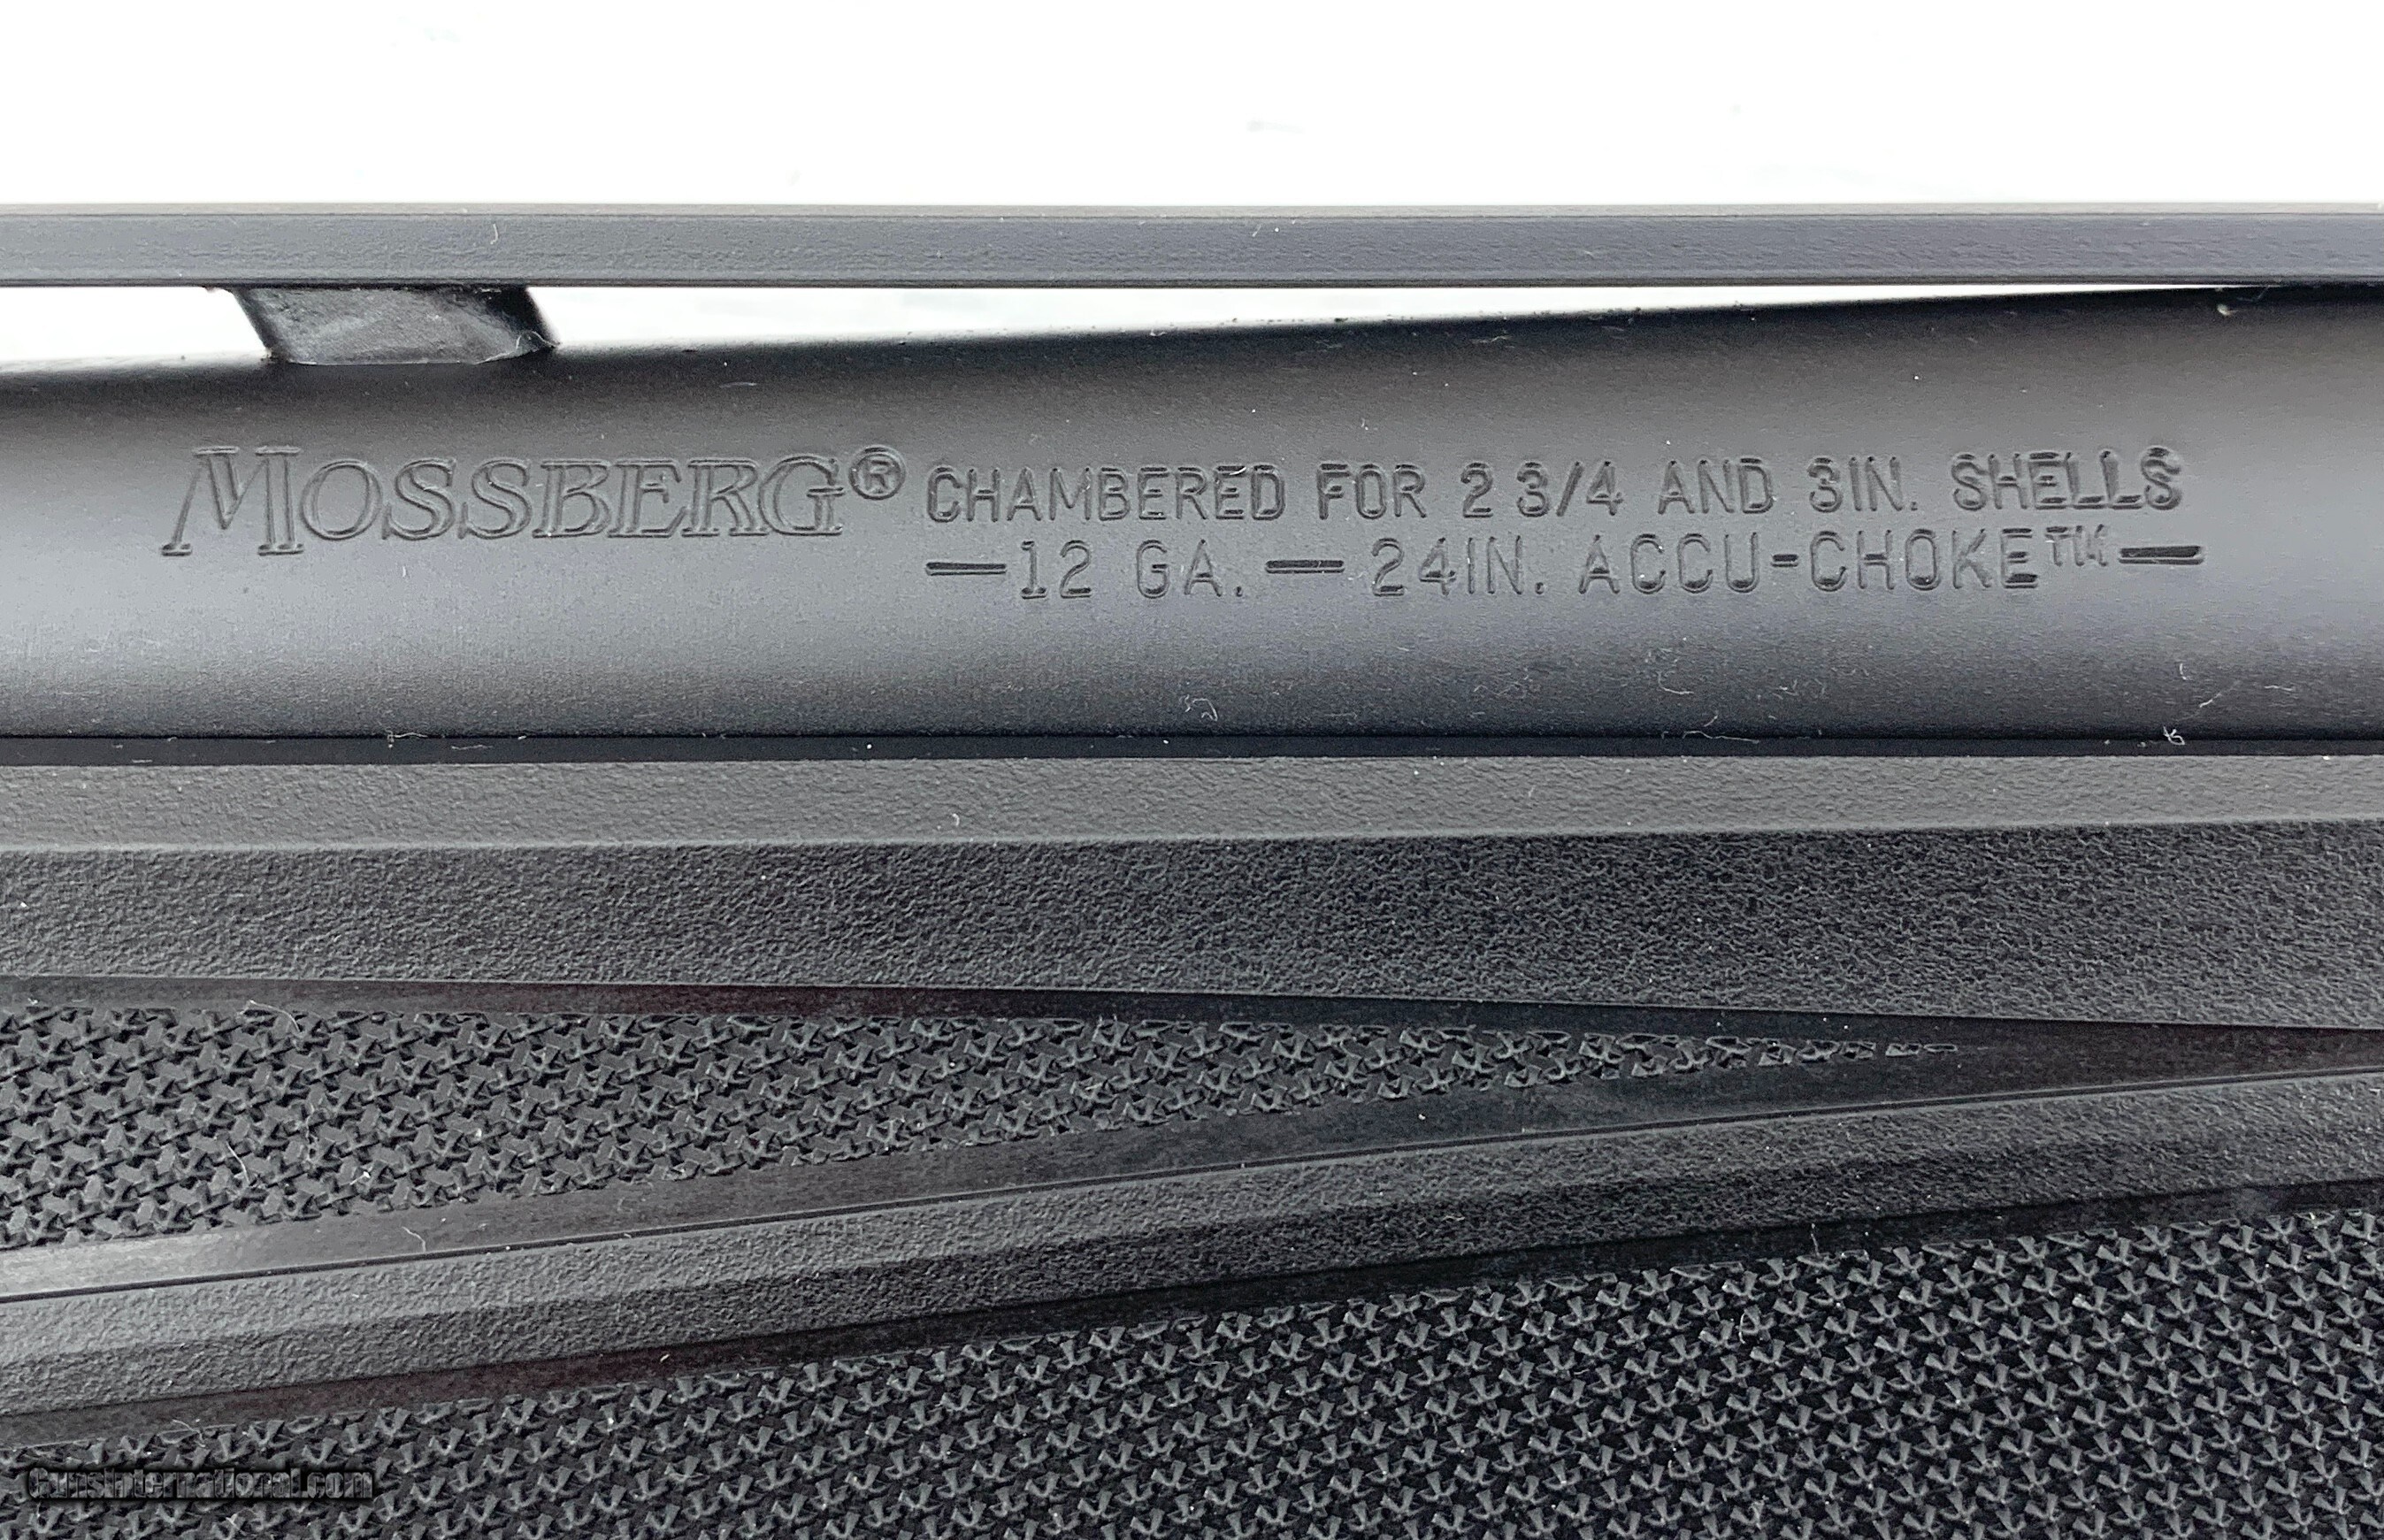 MOSSBERG® CHAMBERED FOR 2 3/4 AND 3IN. SHELLS
—12 GA.— 24IN. ACCU-CHOKE™—
GunsInternational.com